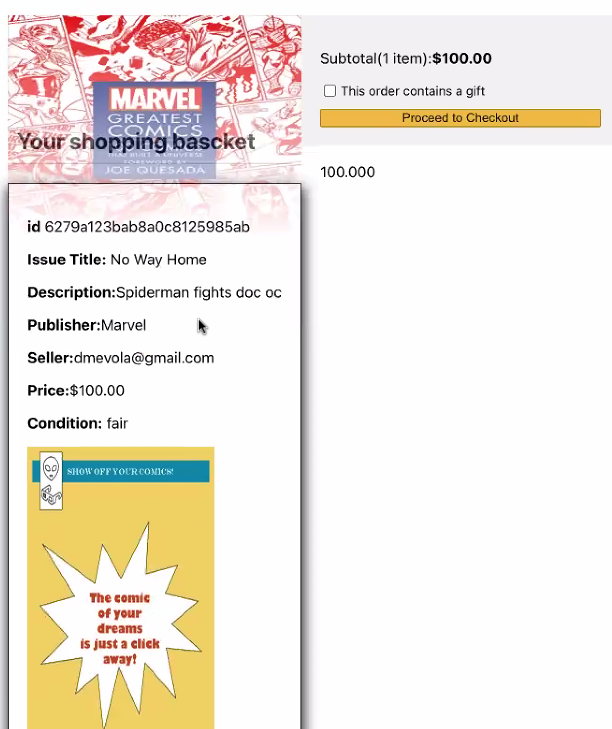 MARVEL
GREATEST
COMICS
THAT BUILT A UNIVERSE
FOREWORD BY
JOE QUESADA
Your shopping bascket
Subtotal(1 item):$100.00
This order contains a gift
Proceed to Checkout
100.000
id 6279a123bab8a0c8125985ab
Issue Title: No Way Home
Description:Spiderman fights doc oc
Publisher:Marvel
Seller:dmevola@gmail.com
Price:$100.00
Condition: fair
SHOW OFF YOUR COMICS!
The comic
of your
dreams
is just a click
away!